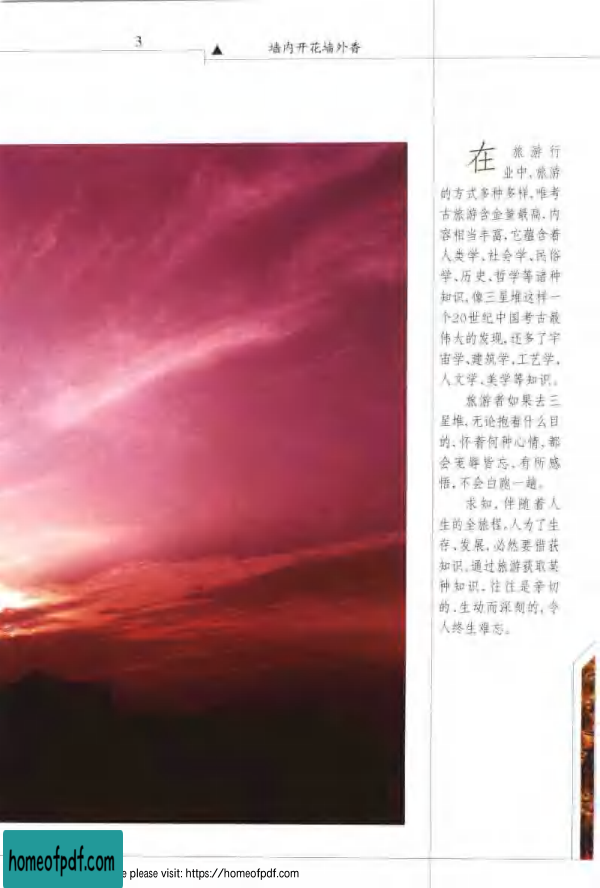 3
墙内开花墙外香
在旅游行
业中，旅游
的方式多种多样，唯考
古旅游含金量最高，内
容相当丰富，它蕴含着
人类学、社会学、民俗
学、历史、哲学等诸种
知识，像三星堆这样一
个20世纪中国考古最
伟大的发现，还多了宇
宙学、建筑学、工艺学、
人文学、美学等知识。
旅游者如果去三
星堆，无论抱着什么目
的、怀着何种心情，都
会宠辱皆忘，有所感
悟，不会白跑一趟。
求知，伴随着人
生的全旅程，人为了生
存、发展，必然要猎获
知识。通过旅游获取某
种知识，往往是亲切
的、生动而深刻的，令
人终生难忘。
homeofpdf.com
e please visit: https://homeofpdf.com